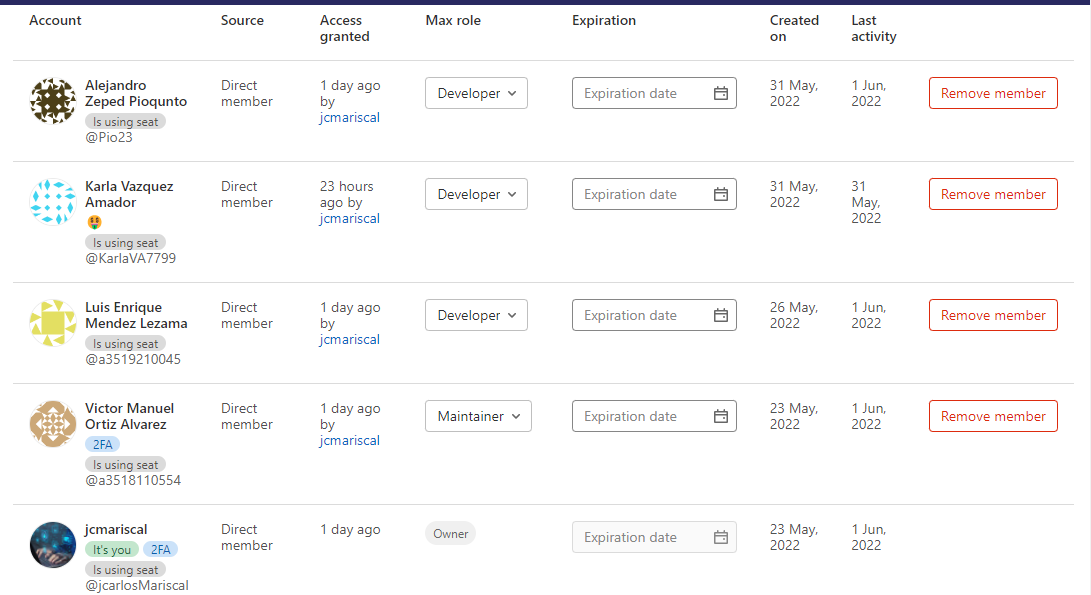 Account Source Access granted Max role Expiration Created on Last activity
Alejandro Zeped Pioqunto Direct member 1 day ago by jcmariscal Developer Expiration date 31 May, 2022 1 Jun, 2022 Remove member
Is using seat
@Pio23
Karla Vazquez Amador Direct member 23 hours ago by jcmariscal Developer Expiration date 31 May, 2022 31 May, 2022 Remove member
Is using seat
@KarlaVA7799
Luis Enrique Mendez Lezama Direct member 1 day ago by jcmariscal Developer Expiration date 26 May, 2022 1 Jun, 2022 Remove member
Is using seat
@a3519210045
Victor Manuel Ortiz Alvarez Direct member 1 day ago by jcmariscal Maintainer Expiration date 23 May, 2022 1 Jun, 2022 Remove member
2FA
Is using seat
@a3518110554
jcmariscal Direct member 1 day ago Owner Expiration date 23 May, 2022 1 Jun, 2022
It's you 2FA
Is using seat
@jcarlosMariscal